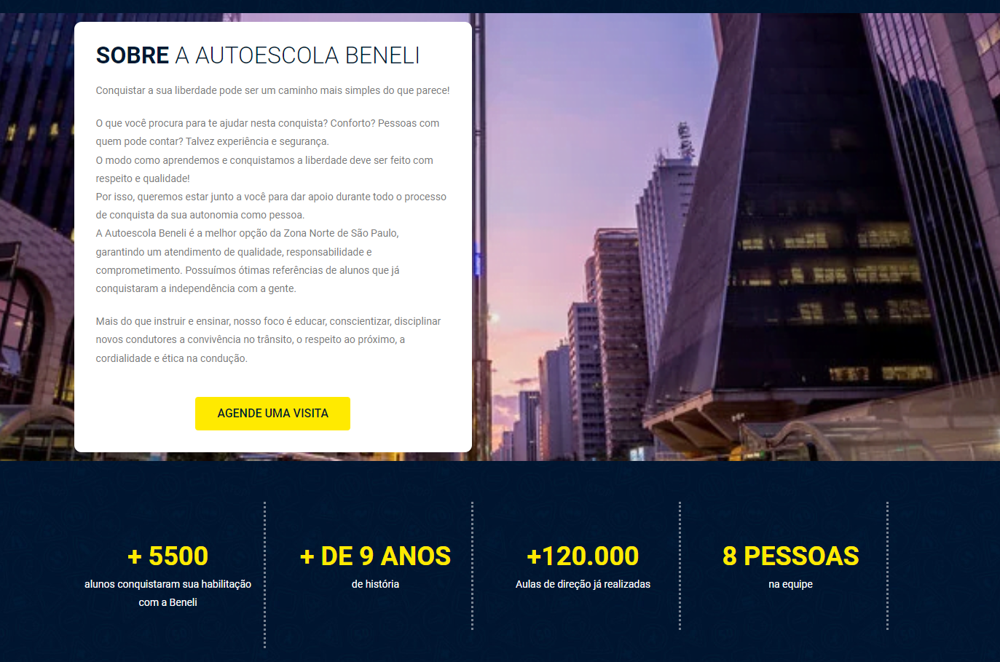 SOBRE A AUTOESCOLA BENELI
Conquistar a sua liberdade pode ser um caminho mais simples do que parece!
O que você procura para te ajudar nesta conquista? Conforto? Pessoas com
quem pode contar? Talvez experiência e segurança.
O modo como aprendemos e conquistamos a liberdade deve ser feito com
respeito e qualidade!
Por isso, queremos estar junto a você para dar apoio durante todo o processo
de conquista da sua autonomia como pessoa.
A Autoescola Beneli é a melhor opção da Zona Norte de São Paulo,
garantindo um atendimento de qualidade, responsabilidade e
comprometimento. Possuímos ótimas referências de alunos que já
conquistaram a independência com a gente.
Mais do que instruir e ensinar, nosso foco é educar, conscientizar, disciplinar
novos condutores a convivência no trânsito, o respeito ao próximo, a
cordialidade e ética na condução.
AGENDE UMA VISITA
+ 5500
alunos conquistaram sua habilitação
com a Beneli
+ DE 9 ANOS
de história
+120.000
Aulas de direção já realizadas
8 PESSOAS
na equipe